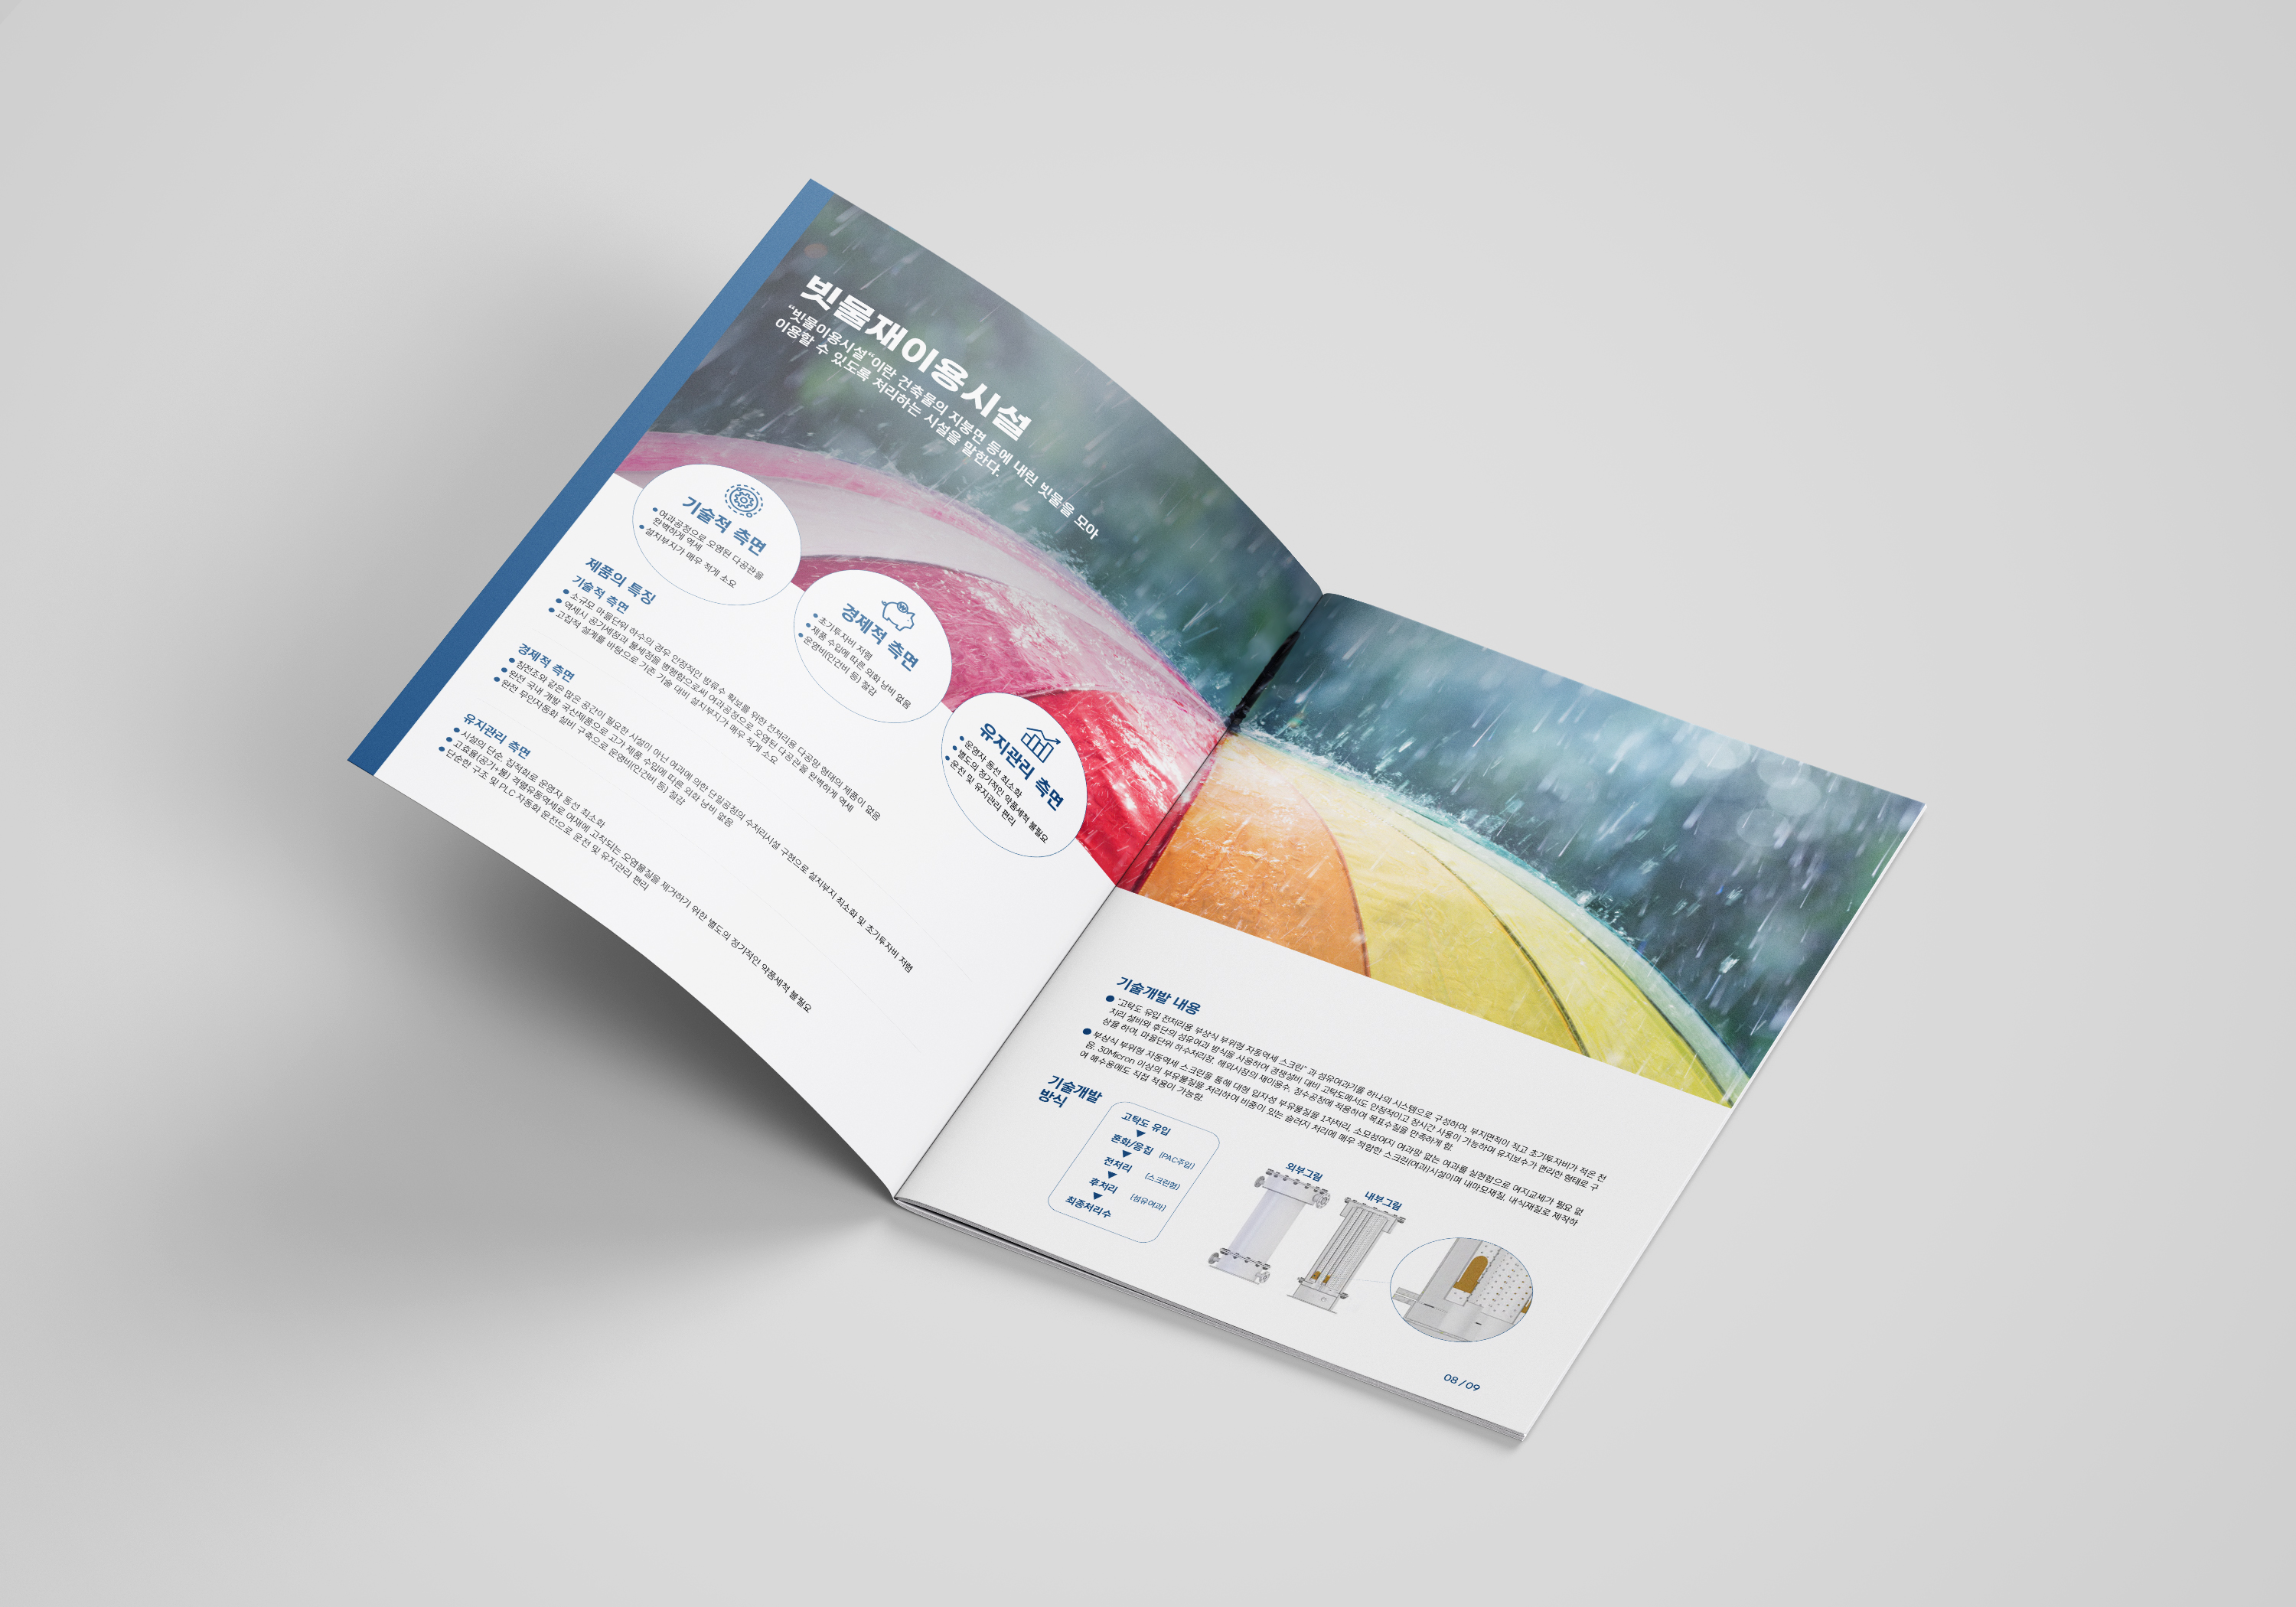 빗물재이용시설
“빗물이용시설“이란 건축물의 지붕면 등에 내린 빗물을 모아
이용할 수 있도록 처리하는 시설을 말한다.
기술적 측면
여과공정으로 오염된 다공관을
완벽하게 역세
설치부지가 매우 적게 소요
경제적 측면
초기투자비 저렴
제품 수입에 따른 외화 낭비 없음
운영비(인건비 등) 절감
유지관리 측면
운영자 동선 최소화
별도의 정기적인 약품세척 불필요
운전 및 유지관리 편리
제품의 특징
기술적 측면
소규모 마을단위 하수의 경우 안정적인 방류수 확보를 위한 전처리용 다공망 형태의 제품이 없음
역세시 공기세정과 물세정을 병행함으로써 여과공정으로 오염된 다공관을 완벽하게 역세
고집적 설계를 바탕으로 기존 기술 대비 설치부지가 매우 적게 소요
경제적 측면
침전조와 같은 많은 공간이 필요한 시설이 아닌 여과에 의한 단일공정의 수처리시설 구현으로 설치부지 최소화 및 초기투자비 저렴
완전 국내 개발 국산제품으로 고가 제품 수입에 따른 외화 낭비 없음
완전 무인자동화 설비 구축으로 운영비(인건비 등) 절감
유지관리 측면
시설의 단순, 집적화로 운영자 동선 최소화
고효율(공기+물) 격렬유동역세로 여재에 고착되는 오염물질을 제거하기 위한 별도의 정기적인 약품세척 불필요
단순한 구조 및 PLC 자동화 운전으로 운전 및 유지관리 편리
기술개발 내용
“고탁도 유입 전처리용 부상식 부위형 자동역세 스크린” 과 섬유여과기를 하나의 시스템으로 구성하여, 부지면적이 적고 초기투자비가 적은 전
처리 설비와 후단의 섬유여과 방식을 사용하여 경쟁설비 대비 고탁도에서도 안정적이고 장시간 사용이 가능하며 유지보수가 편리한 형태로 구
상을 하여, 마을단위 하수처리장, 해외시장의 재이용수, 정수공정에 적용하여 목표수질을 만족하게 함.
부상식 부위형 자동역세 스크린을 통해 대형 입자성 부유물질을 1차처리, 소모성여지 여과망 없는 여과를 실현함으로 여지교체가 필요 없
음. 30Micron 이상의 부유물질을 처리하여 비중이 있는 슬러지 처리에 매우 적합한 스크린(여과)시설이며 내마모재질, 내식재질로 제작하
여 해수용에도 직접 적용이 가능함.
기술개발
방식
고탁도 유입
혼화/응집 (PAC주입)
전처리 (스크린형)
후처리 (섬유여과)
최종처리수
외부그림
내부그림
08 / 09